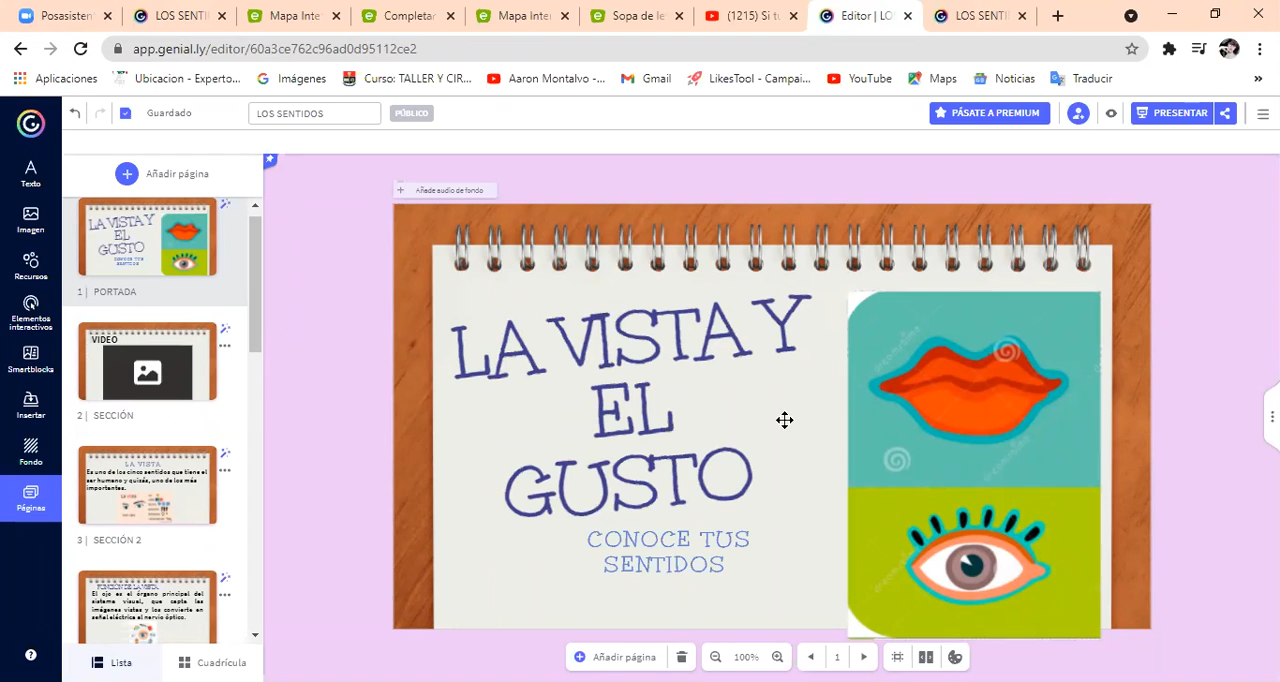 Posasisten
LOS SENTI
Mapa Inte
Completar
Mapa Inter
Sopa de le
(1215) Si tu
Editor | LO
LOS SENTI
app.genial.ly/editor/60a3ce762c96ad0d95112ce2
Aplicaciones
Ubicacion - Experto...
Imágenes
Curso: TALLER Y CIR...
Aaron Montalvo -...
Gmail
LikesTool - Campai...
YouTube
Maps
Noticias
Traducir
Guardado
LOS SENTIDOS
PÚBLICO
PÁSATE A PREMIUM
PRESENTAR
Texto
Imagen
Recursos
Elementos
interactivos
Smartblocks
Insertar
Fondo
Páginas
Añadir página
LA VISTA Y
EL
GUSTO
CONOCE TUS
SENTIDOS
1 | PORTADA
VIDEO
2 | SECCIÓN
LA VISTA
Es uno de los cinco sentidos que tiene el
ser humano y quizás, uno de los más
importantes.
3 | SECCIÓN 2
El ojo es el órgano principal del
sistema visual, que capta las
imágenes vistas y los convierte en
señal eléctrica al nervio óptico.
Lista
Cuadrícula
Añade audio de fondo
LA VISTA Y
EL
GUSTO
CONOCE TUS
SENTIDOS
Añadir página
100%
1